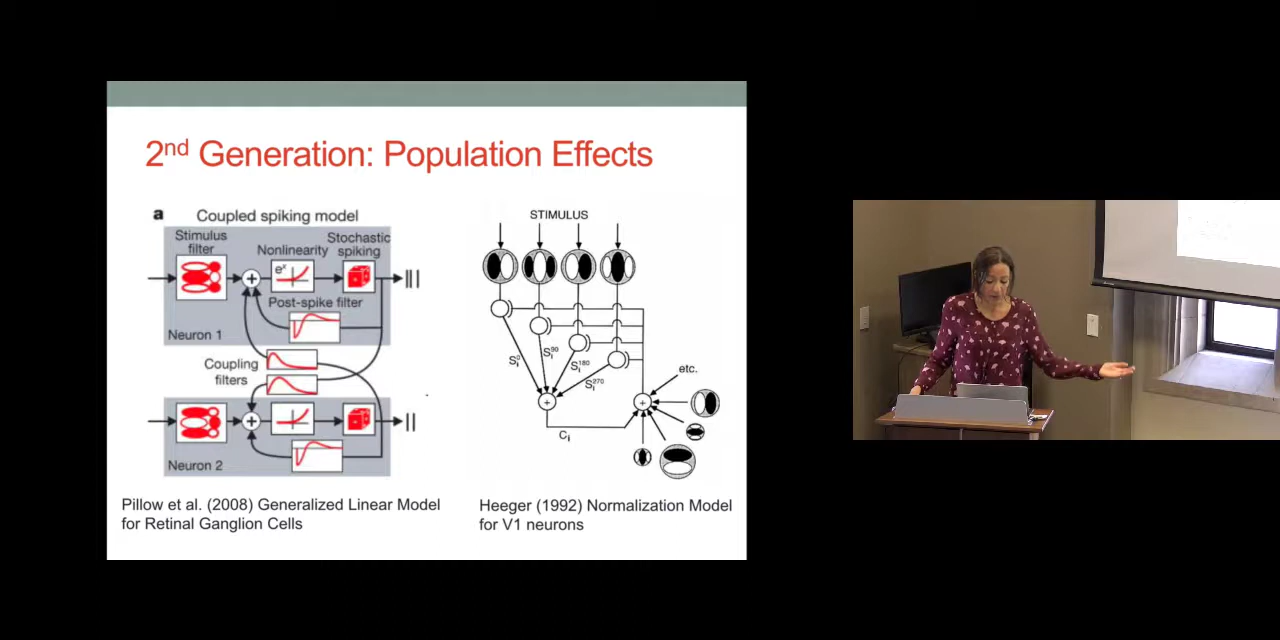 2nd Generation: Population Effects
a
Coupled spiking model
Stimulus
filter
Nonlinearity
Stochastic
spiking
eˣ
Post-spike filter
Neuron 1
Coupling
filters
Neuron 2
Pillow et al. (2008) Generalized Linear Model
for Retinal Ganglion Cells
STIMULUS
Sᵢ⁰
Sᵢ⁹⁰
Sᵢ¹⁸⁰
Sᵢ²⁷⁰
etc.
Cᵢ
Heeger (1992) Normalization Model
for V1 neurons